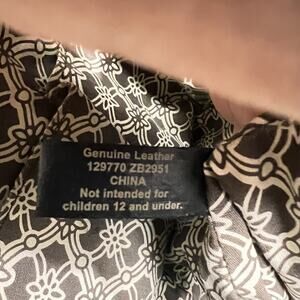 Genuine Leather
129770 ZB2951
CHINA
Not intended for
children 12 and under.